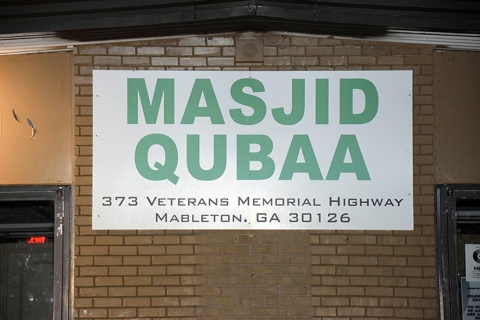 MASJID
QUBAA
373 VETERANS MEMORIAL HIGHWAY
MABLETON, GA 30126